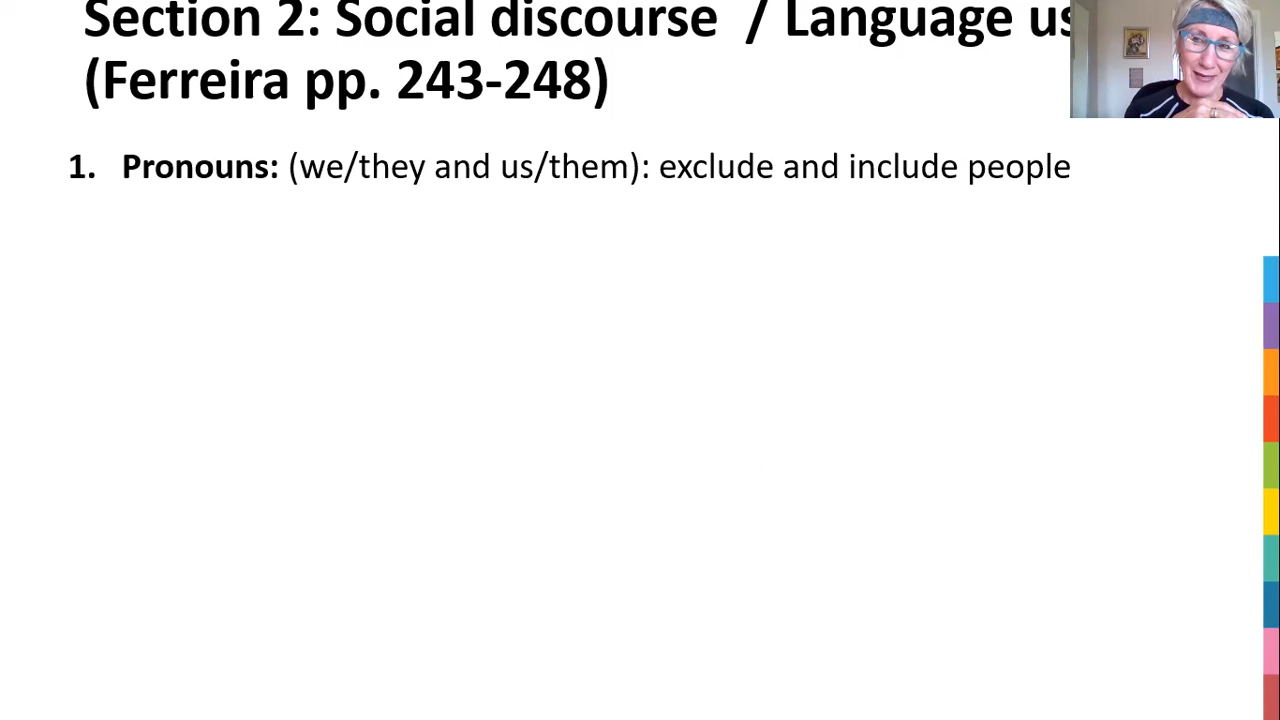 Section 2: Social discourse / Language
(Ferreira pp. 243-248)
1. Pronouns: (we/they and us/them): exclude and include people